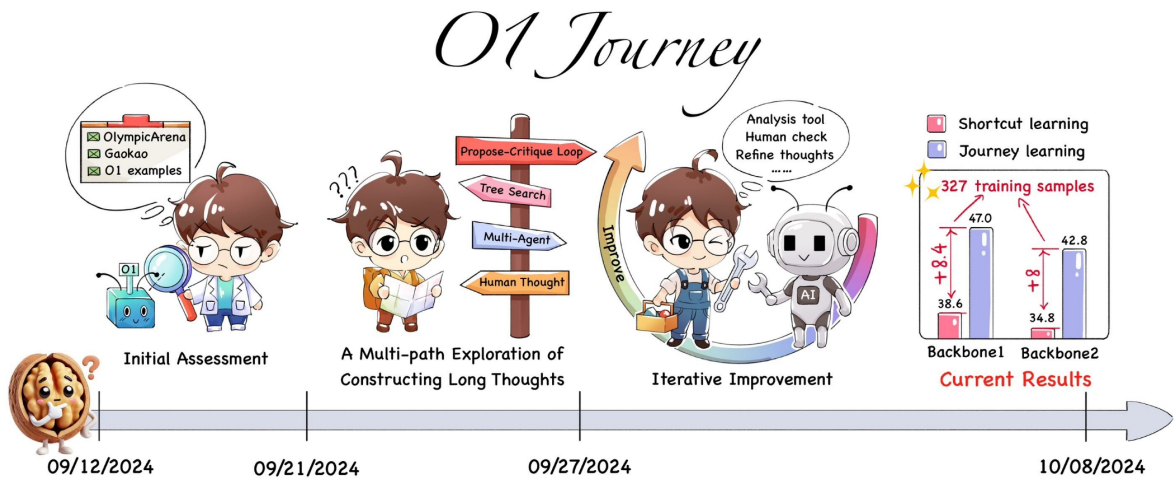 O1 Journey
OlympicArena
Gaokao
O1 examples
O1
Initial Assessment
???
Propose-Critique Loop
Tree Search
Multi-Agent
Human Thought
A Multi-path Exploration of
Constructing Long Thoughts
Improve
Analysis tool
Human check
Refine thoughts
......
AI
Iterative Improvement
Shortcut learning
Journey learning
327 training samples
47.0
42.8
+8.4
+8
38.6
34.8
Backbone1
Backbone2
Current Results
?
09/12/2024
09/21/2024
09/27/2024
10/08/2024